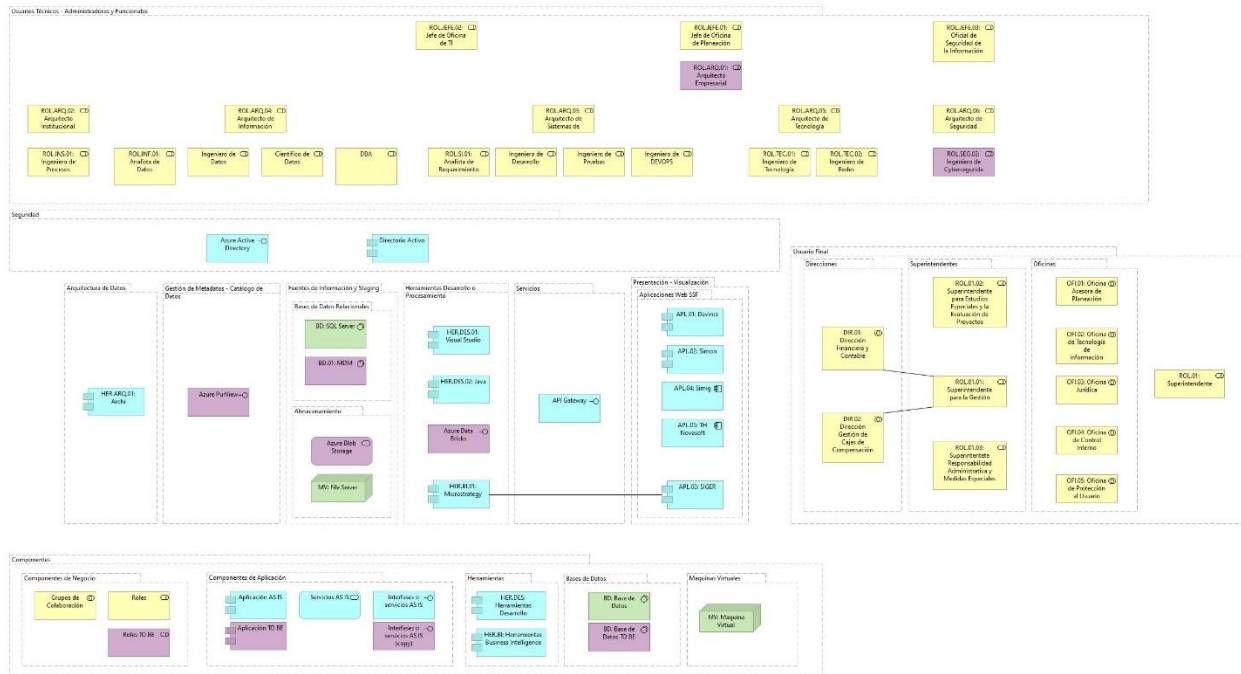 Usuarios Técnicos - Administradores y Funcionales
ROL.JEFE.02:
Jefe de Oficina
de TI
ROL.JEFE.01:
Jefe de Oficina
de Planeación
ROL.JEFE.03:
Oficial de
Seguridad de
la Información
ROL.ARQ.01:
Arquitecto
Empresarial
ROL.ARQ.02:
Arquitecto
Institucional
ROL.ARQ.04:
Arquitecto de
Información
ROL.ARQ.03:
Arquitecto de
Sistemas de
ROL.ARQ.05:
Arquitecto de
Tecnología
ROL.ARQ.06:
Arquitecto de
Seguridad
ROL.INS.01:
Ingeniero de
Procesos
ROL.INF.01:
Analista de
Datos
Ingeniero de
Datos
Científico de
Datos
DBA
ROL.SI.01:
Analista de
Requerimiento
Ingeniero de
Desarrollo
Ingeniero de
Pruebas
Ingeniero de
DEVOPS
ROL.TEC.01:
Ingeniero de
Tecnología
ROL.TEC.02:
Ingeniero de
Redes
ROL.SEG.02:
Ingeniero de
Cyberseguridad
Seguridad
Azure Active
Directory
Directorio Activo
Arquitectura de Datos
HER.ARQ.01:
Archi
Gestión de Metadatos - Catálogo de
Datos
Azure PurView
Fuentes de Información y Staging
Bases de Datos Relacionales
BD: SQL Server
BD.01: MDM
Almacenamiento
Azure Blob
Storage
MV: File Server
Herramientas Desarrollo o
Procesamiento
HER.DES.01:
Visual Studio
HER.DES.02: Java
Azure Data
Bricks
HER.BI.01:
Microstrategy
Servicios
API Gateway
Presentación - Visualización
Aplicaciones Web SSF
APL.01: Davinci
APL.02: Simon
APL.04: Simig
APL.05: TH
Novasoft
APL.03: SIGER
Usuario Final
Direcciones
DIR.01:
Dirección
Financiera y
Contable
DIR.02:
Dirección
Gestión de
Cajas de
Compensación
Superintendentes
ROL.01.02:
Superintendente
para Estudios
Especiales y la
Evaluación de
Proyectos
ROL.01.01:
Superintendente
para la Gestión
ROL.01.03:
Superintentete
Responsabilidad
Administrativa y
Medidas Especiales
Oficinas
OFI.01: Oficina
Asesora de
Planeación
OFI.02: Oficina
de Tecnología
de
Información
OFI.03: Oficina
Jurídica
OFI.04: Oficina
de Control
Interno
OFI.05: Oficina
de Protección
al Usuario
ROL.01:
Superintendente
Componentes
Componentes de Negocio
Grupos de
Colaboración
Roles
Roles TO BE
Componentes de Aplicación
Aplicación AS IS
Servicios AS IS
Interfases o
servicios AS IS
Aplicación TO BE
Interfases o
servicios AS IS
(copy)
Herramientas
HER.DES:
Herramientas
Desarrollo
HER.BI: Herramientas
Business Intelligence
Bases de Datos
BD: Base de
Datos
BD: Base de
Datos TO BE
Maquinas Virtuales
MV: Maquina
Virtual